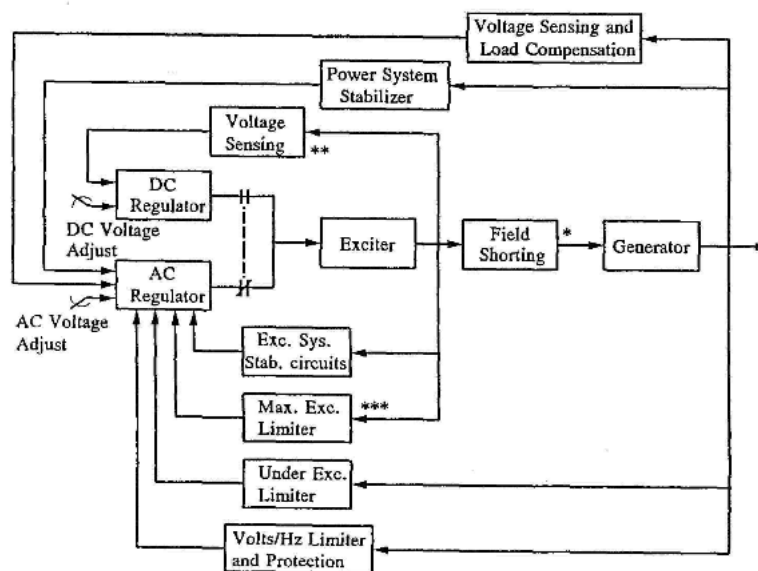 Voltage Sensing and
Load Compensation
Power System
Stabilizer
Voltage
Sensing
**
DC
Regulator
DC Voltage
Adjust
Exciter
Field
Shorting
*
Generator
AC
Regulator
AC Voltage
Adjust
Exc. Sys.
Stab. circuits
Max. Exc.
Limiter
***
Under Exc.
Limiter
Volts/Hz Limiter
and Protection